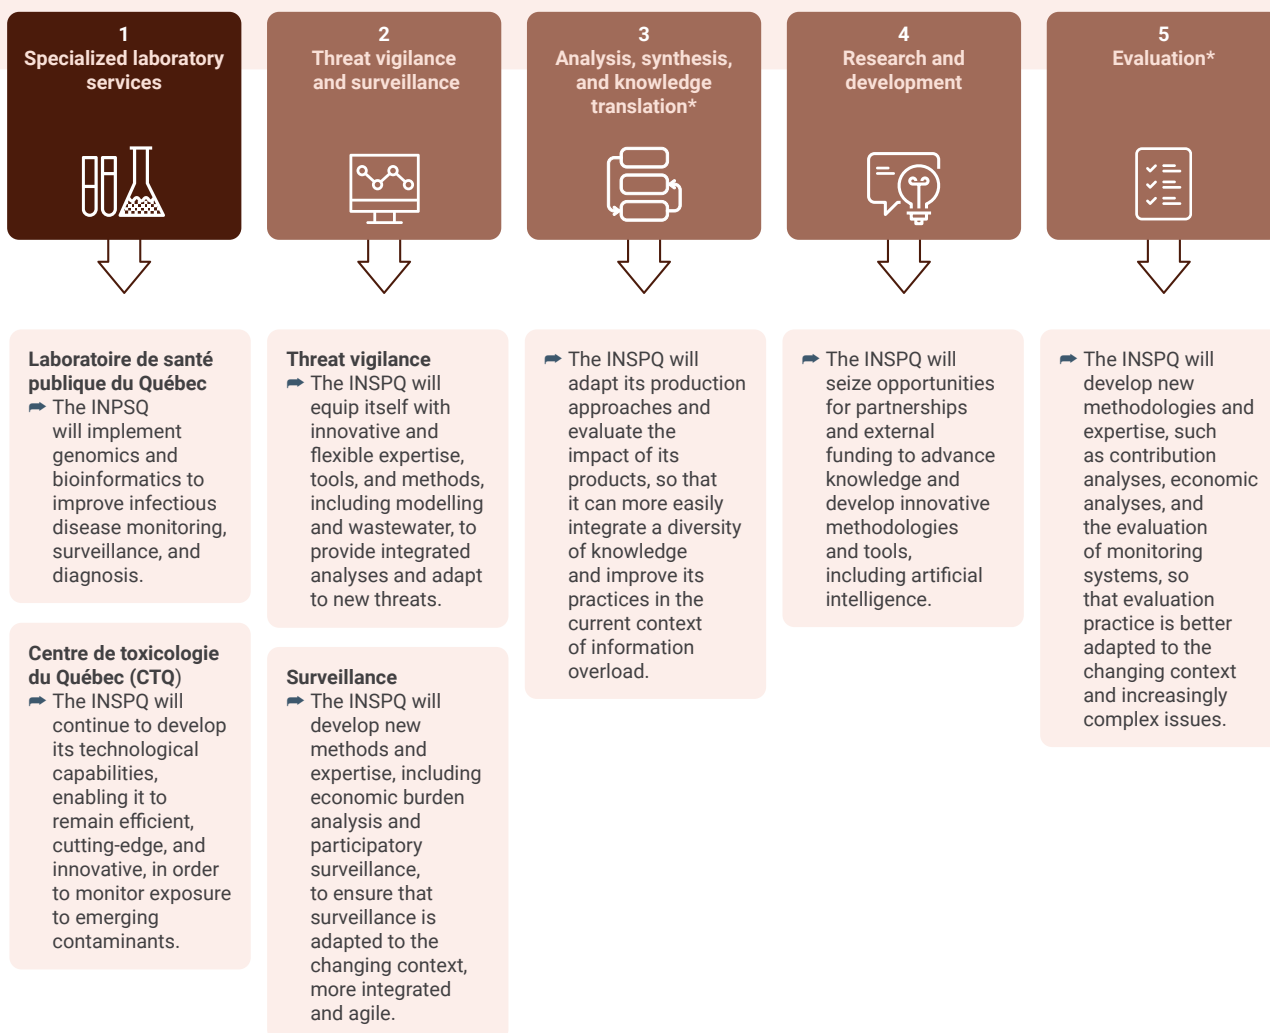 1
Specialized laboratory
services
2
Threat vigilance
and surveillance
3
Analysis, synthesis,
and knowledge
translation*
4
Research and
development
5
Evaluation*
Laboratoire de santé
publique du Québec
➦ The INPSQ
will implement
genomics and
bioinformatics to
improve infectious
disease monitoring,
surveillance, and
diagnosis.
Centre de toxicologie
du Québec (CTQ)
➦ The INSPQ will
continue to develop
its technological
capabilities,
enabling it to
remain efficient,
cutting-edge, and
innovative, in order
to monitor exposure
to emerging
contaminants.
Threat vigilance
➦ The INSPQ will
equip itself with
innovative and
flexible expertise,
tools, and methods,
including modelling
and wastewater, to
provide integrated
analyses and adapt
to new threats.
Surveillance
➦ The INSPQ will
develop new
methods and
expertise, including
economic burden
analysis and
participatory
surveillance,
to ensure that
surveillance is
adapted to the
changing context,
more integrated
and agile.
➦ The INSPQ will
adapt its production
approaches and
evaluate the
impact of its
products, so that
it can more easily
integrate a diversity
of knowledge
and improve its
practices in the
current context
of information
overload.
➦ The INSPQ will
seize opportunities
for partnerships
and external
funding to advance
knowledge and
develop innovative
methodologies
and tools,
including artificial
intelligence.
➦ The INSPQ will
develop new
methodologies and
expertise, such
as contribution
analyses, economic
analyses, and
the evaluation
of monitoring
systems, so
that evaluation
practice is better
adapted to the
changing context
and increasingly
complex issues.